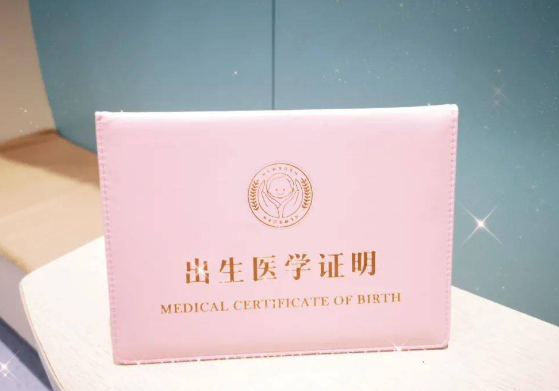 出生医学证明
MEDICAL CERTIFICATE OF BIRTH